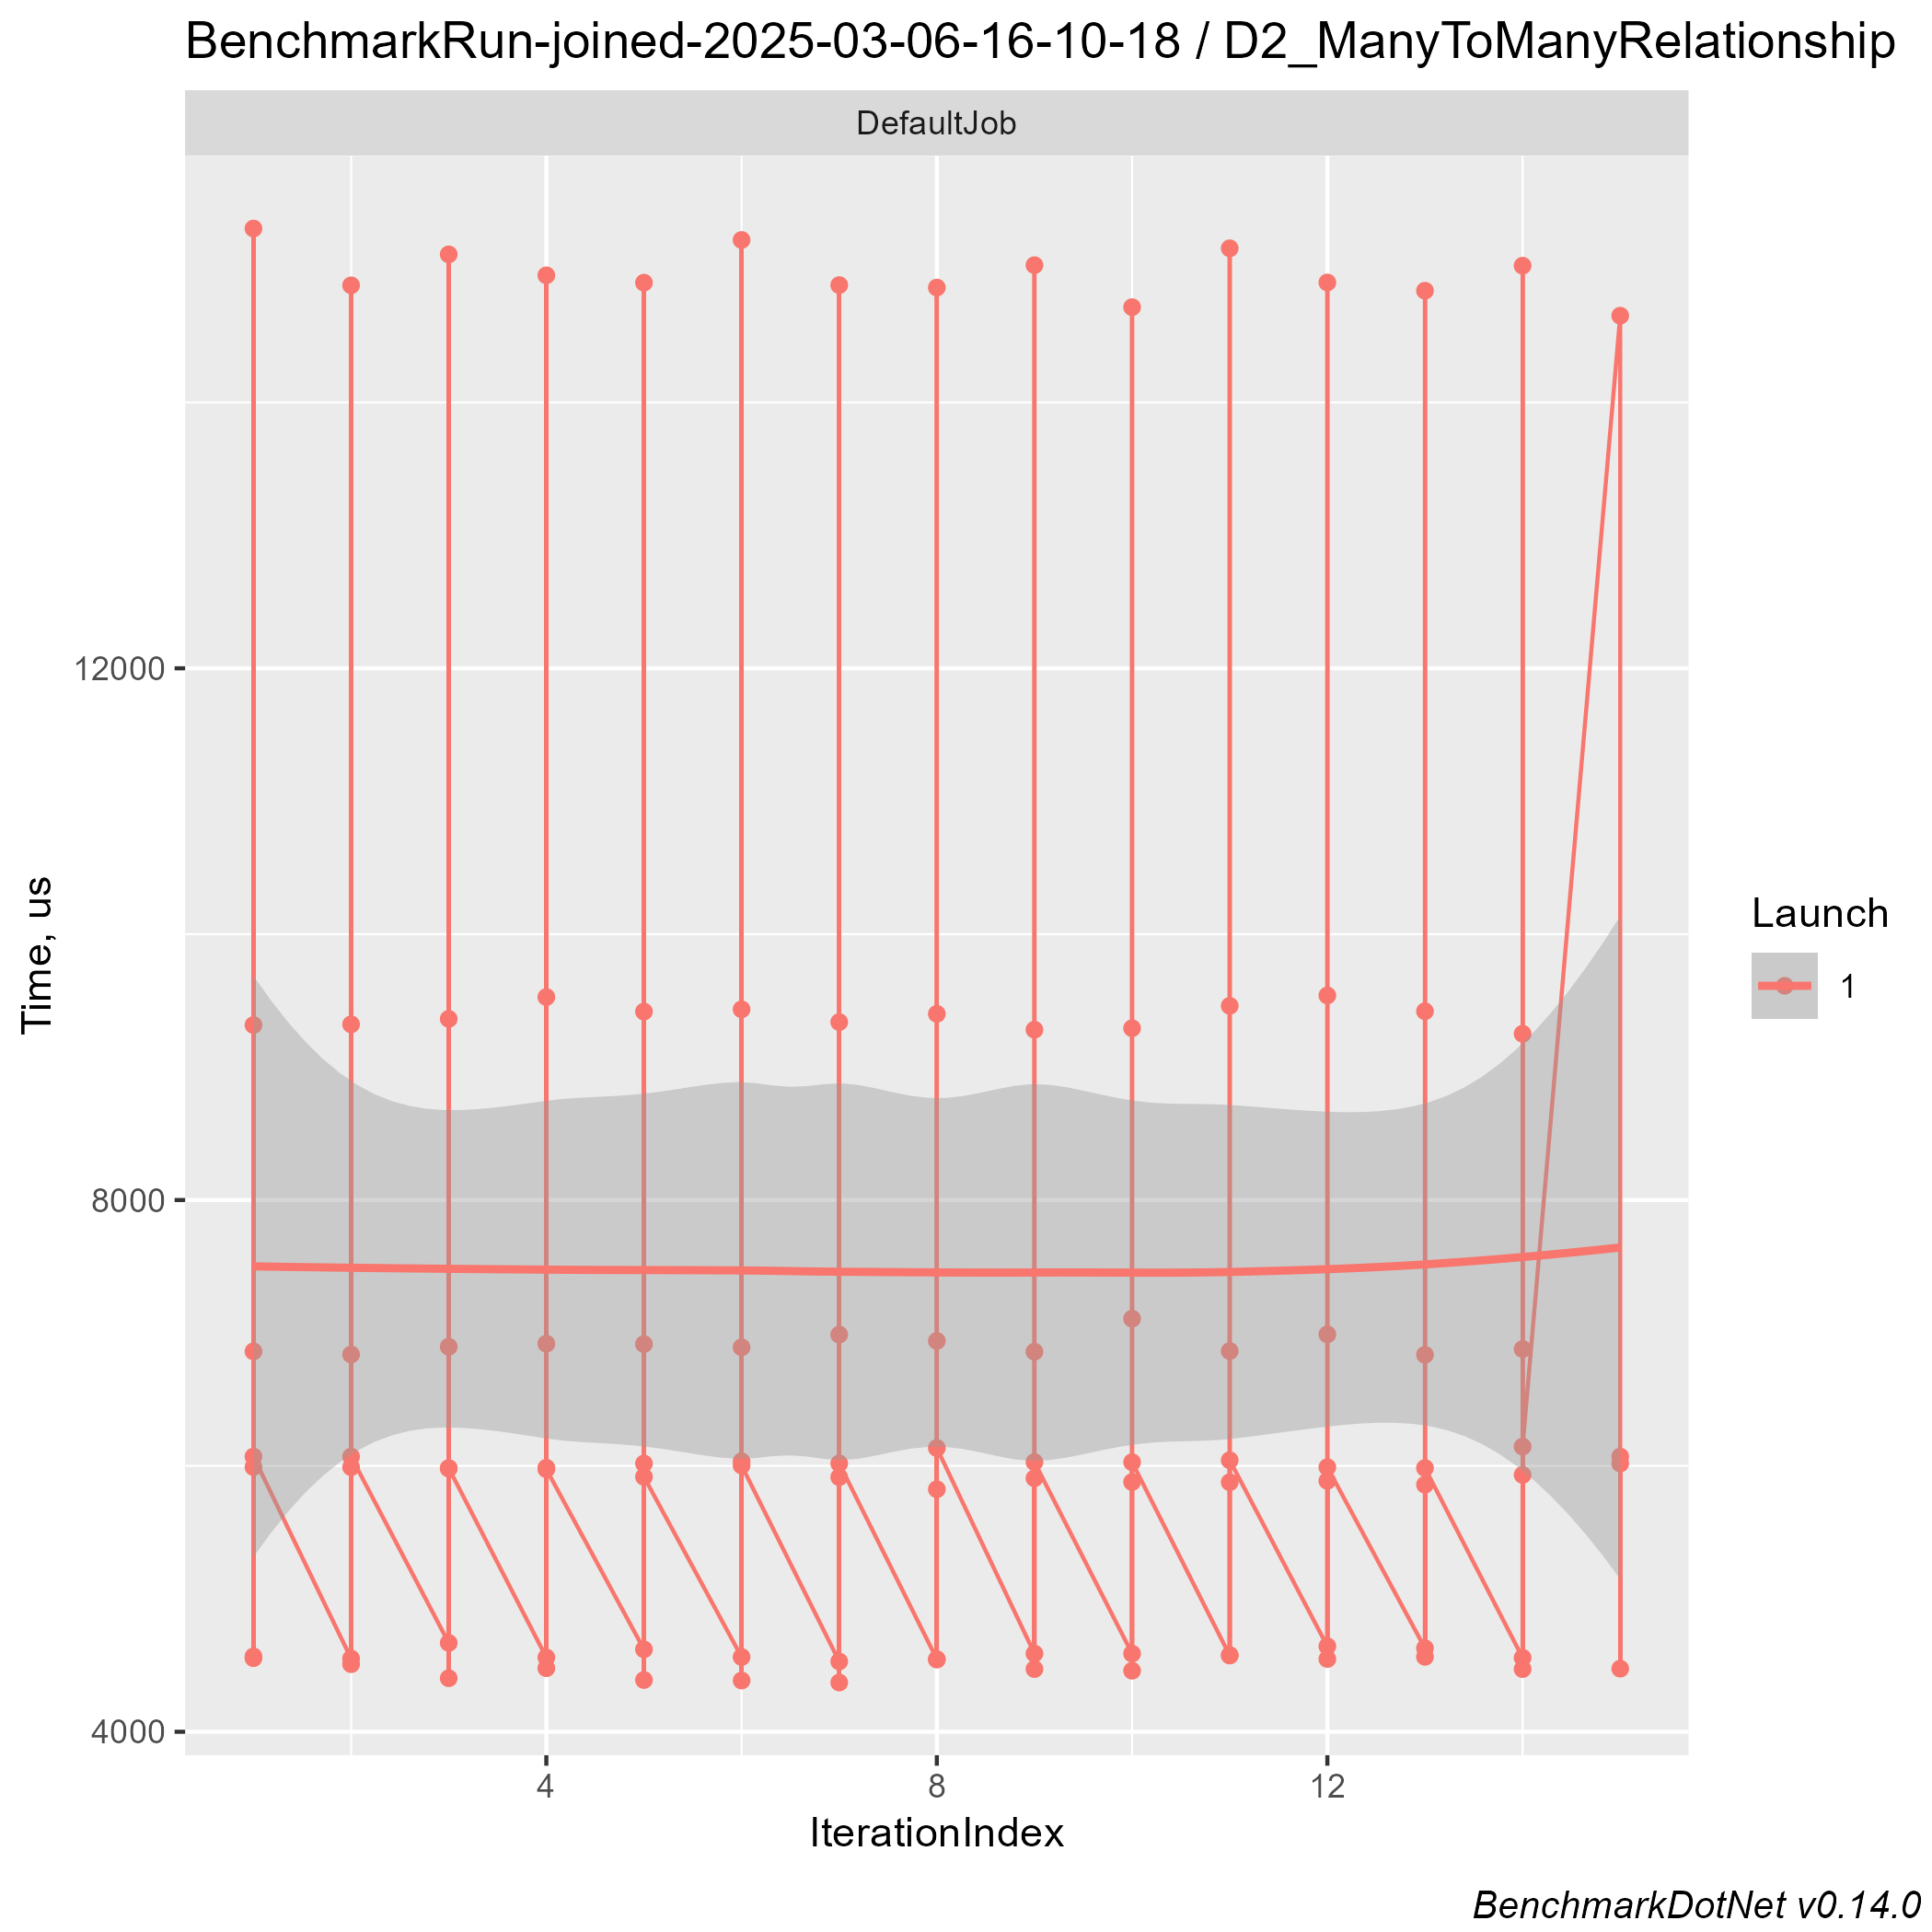 BenchmarkRun-joined-2025-03-06-16-10-18 / D2_ManyToManyRelationship
DefaultJob
12000
8000
4000
Time, us
4
8
12
IterationIndex
Launch
1
BenchmarkDotNet v0.14.0